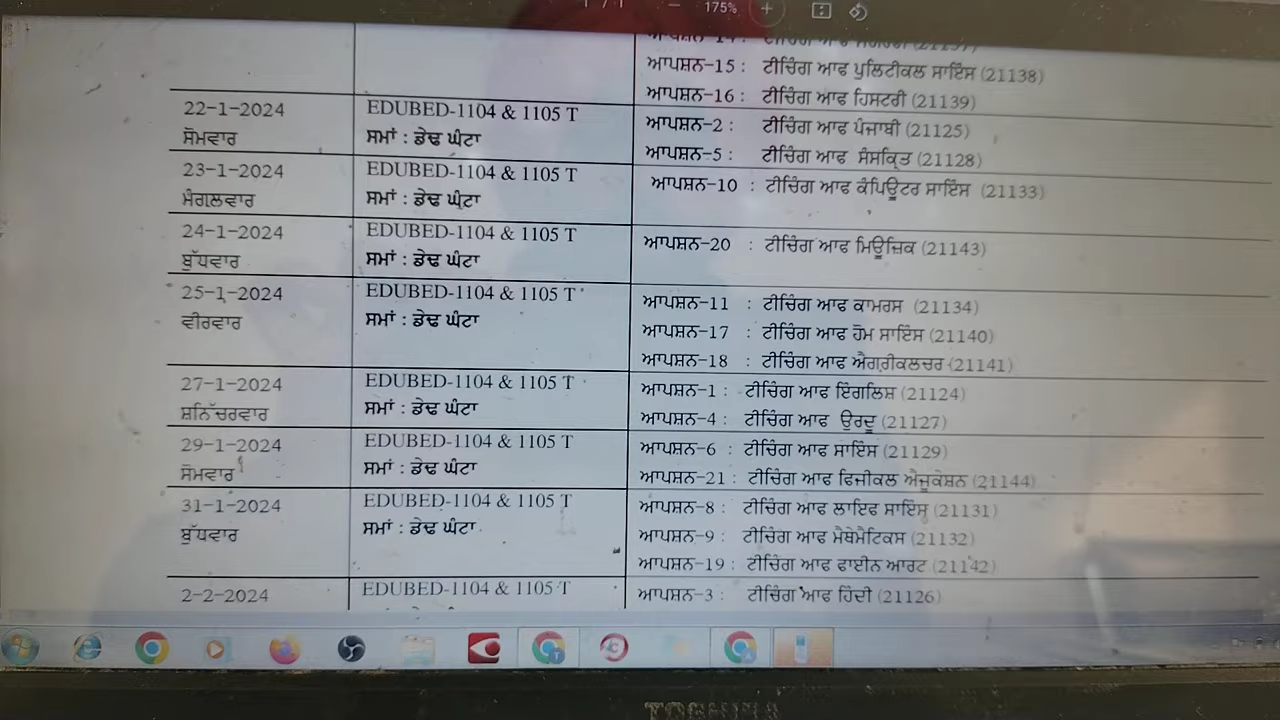 175%
ਆਪਸ਼ਨ-15 : ਟੀਚਿੰਗ ਆਫ ਪੁਲਿਟੀਕਲ ਸਾਇੰਸ (21138)
ਆਪਸ਼ਨ-16 : ਟੀਚਿੰਗ ਆਫ ਹਿਸਟਰੀ (21139)
22-1-2024 EDUBED-1104 & 1105 T ਆਪਸ਼ਨ-2 : ਟੀਚਿੰਗ ਆਫ ਪੰਜਾਬੀ (21125)
ਸੋਮਵਾਰ ਸਮਾਂ : ਡੇਢ ਘੰਟਾ ਆਪਸ਼ਨ-5 : ਟੀਚਿੰਗ ਆਫ ਸੰਸਕ੍ਰਿਤ (21128)
23-1-2024 EDUBED-1104 & 1105 T ਆਪਸ਼ਨ-10 : ਟੀਚਿੰਗ ਆਫ ਕੰਪਿਊਟਰ ਸਾਇੰਸ (21133)
ਮੰਗਲਵਾਰ ਸਮਾਂ : ਡੇਢ ਘੰਟਾ
24-1-2024 EDUBED-1104 & 1105 T ਆਪਸ਼ਨ-20 : ਟੀਚਿੰਗ ਆਫ ਮਿਊਜ਼ਿਕ (21143)
ਬੁੱਧਵਾਰ ਸਮਾਂ : ਡੇਢ ਘੰਟਾ
25-1-2024 EDUBED-1104 & 1105 T ਆਪਸ਼ਨ-11 : ਟੀਚਿੰਗ ਆਫ ਕਾਮਰਸ (21134)
ਵੀਰਵਾਰ ਸਮਾਂ : ਡੇਢ ਘੰਟਾ ਆਪਸ਼ਨ-17 : ਟੀਚਿੰਗ ਆਫ ਹੋਮ ਸਾਇੰਸ (21140)
ਆਪਸ਼ਨ-18 : ਟੀਚਿੰਗ ਆਫ ਐਗਰੀਕਲਚਰ (21141)
27-1-2024 EDUBED-1104 & 1105 T ਆਪਸ਼ਨ-1 : ਟੀਚਿੰਗ ਆਫ ਇੰਗਲਿਸ਼ (21124)
ਸ਼ਨਿੱਚਰਵਾਰ ਸਮਾਂ : ਡੇਢ ਘੰਟਾ ਆਪਸ਼ਨ-4 : ਟੀਚਿੰਗ ਆਫ ਉਰਦੂ (21127)
29-1-2024 EDUBED-1104 & 1105 T ਆਪਸ਼ਨ-6 : ਟੀਚਿੰਗ ਆਫ ਸਾਇੰਸ (21129)
ਸੋਮਵਾਰ ਸਮਾਂ : ਡੇਢ ਘੰਟਾ ਆਪਸ਼ਨ-21 : ਟੀਚਿੰਗ ਆਫ ਫਿਜੀਕਲ ਐਜੂਕੇਸ਼ਨ (21144)
31-1-2024 EDUBED-1104 & 1105 T ਆਪਸ਼ਨ-8 : ਟੀਚਿੰਗ ਆਫ ਲਾਇਫ ਸਾਇੰਸ (21131)
ਬੁੱਧਵਾਰ ਸਮਾਂ : ਡੇਢ ਘੰਟਾ ਆਪਸ਼ਨ-9 : ਟੀਚਿੰਗ ਆਫ ਮੈਥੇਮੈਟਿਕਸ (21132)
ਆਪਸ਼ਨ-19 : ਟੀਚਿੰਗ ਆਫ ਫਾਈਨ ਆਰਟ (21142)
2-2-2024 EDUBED-1104 & 1105 T ਆਪਸ਼ਨ-3 : ਟੀਚਿੰਗ ਆਫ ਹਿੰਦੀ (21126)
TOSHIBA